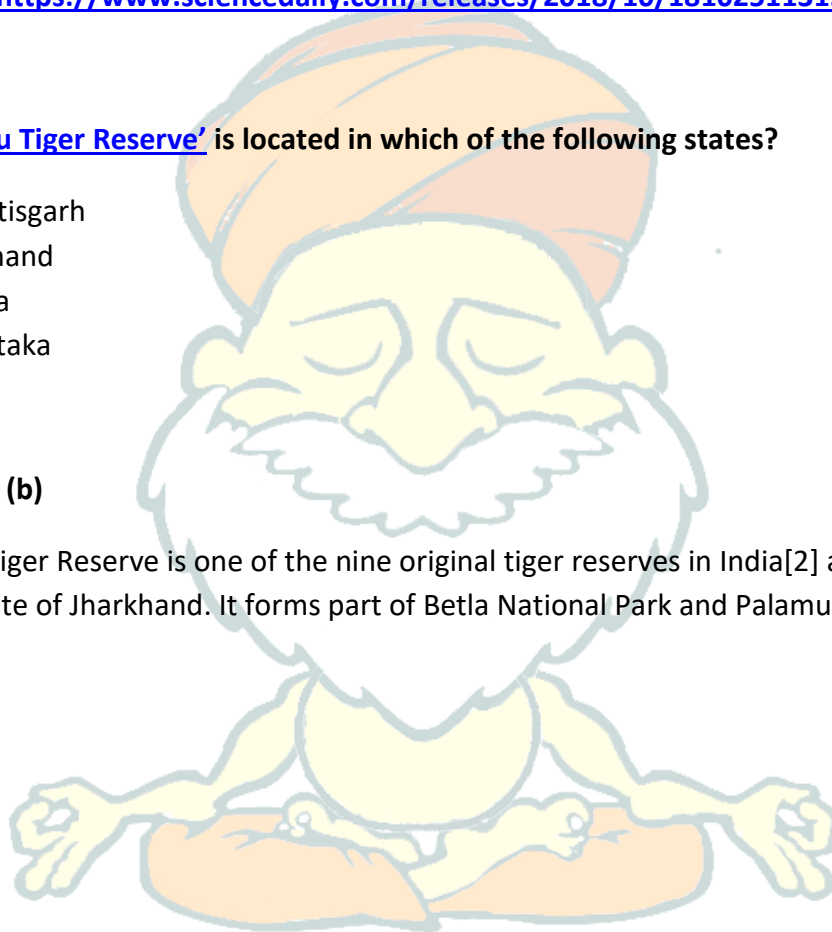 https://www.sciencedaily.com/releases/2018/10/181023113
u Tiger Reserve’ is located in which of the following states?
tisgarh
hand
a
taka
(b)
iger Reserve is one of the nine original tiger reserves in India[2] a
te of Jharkhand. It forms part of Betla National Park and Palamu